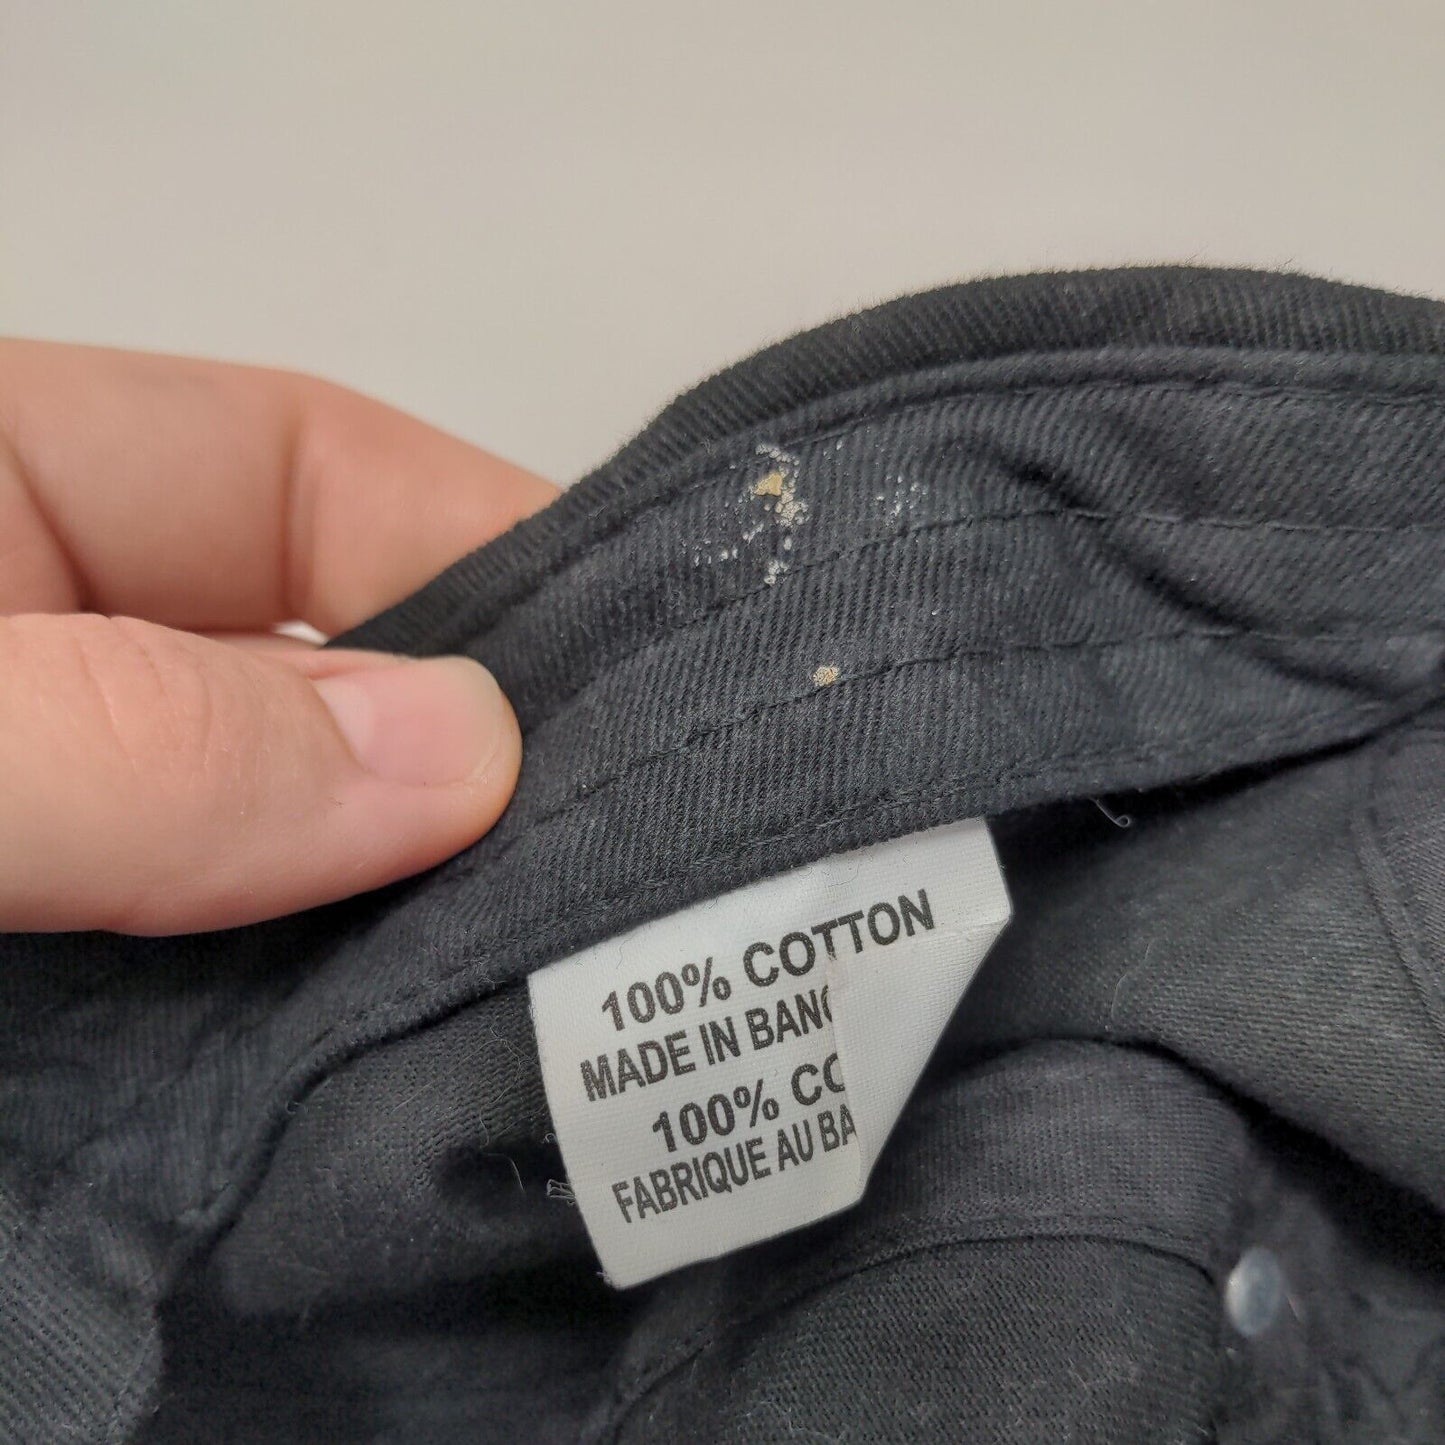 100% COTTON
MADE IN BANG
100% CO
FABRIQUE AU BA